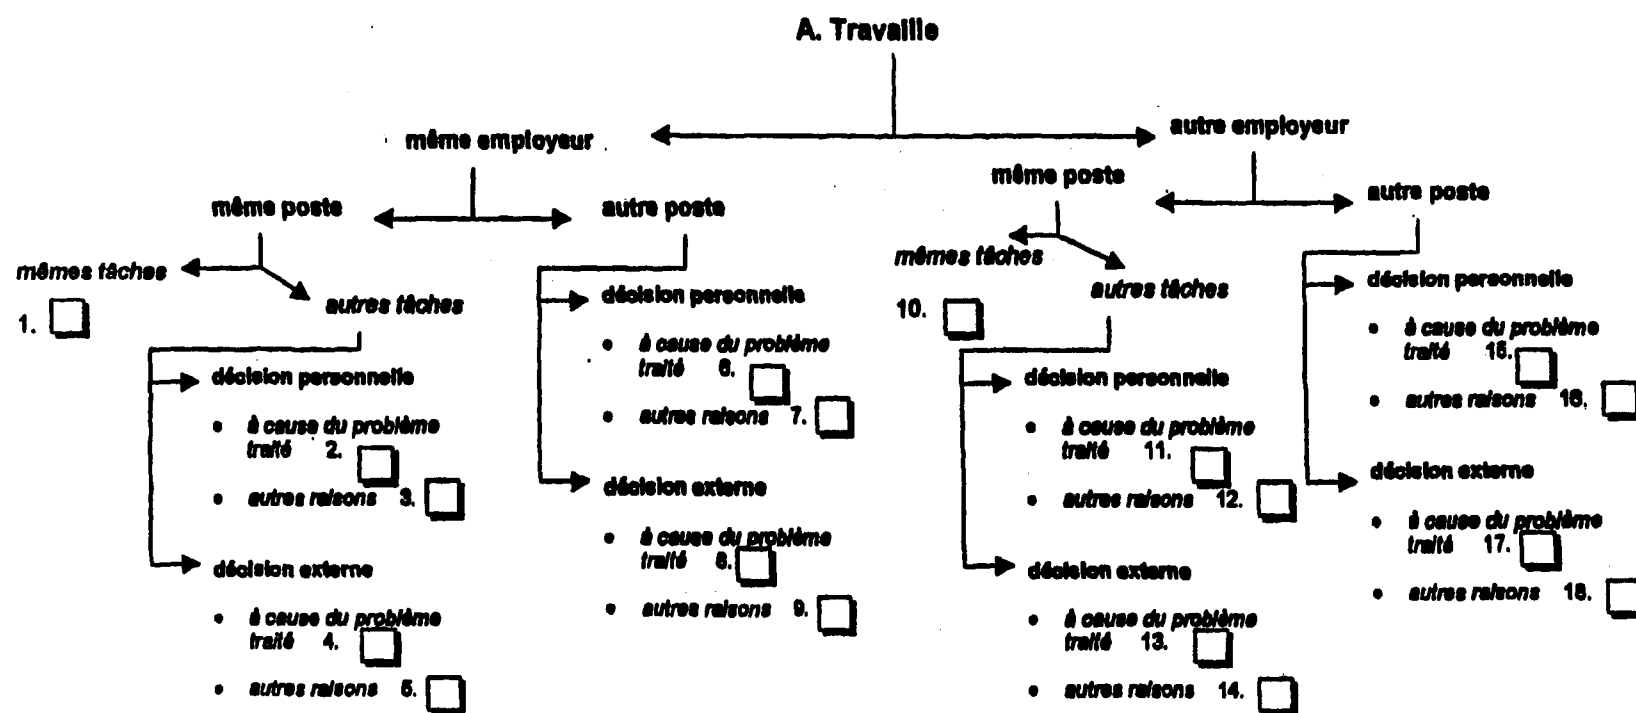 A. Travaille
même employeur
autre employeur
même poste
autre poste
même poste
autre poste
mêmes tâches
1.
autres tâches
décision personnelle
à cause du problème
traité 2.
autres raisons 3.
décision externe
à cause du problème
traité 4.
autres raisons 5.
décision personnelle
à cause du problème
traité 6.
autres raisons 7.
décision externe
à cause du problème
traité 8.
autres raisons 9.
mêmes tâches
10.
autres tâches
décision personnelle
à cause du problème
traité 11.
autres raisons 12.
décision externe
à cause du problème
traité 13.
autres raisons 14.
décision personnelle
à cause du problème
traité 15.
autres raisons 16.
décision externe
à cause du problème
traité 17.
autres raisons 18.